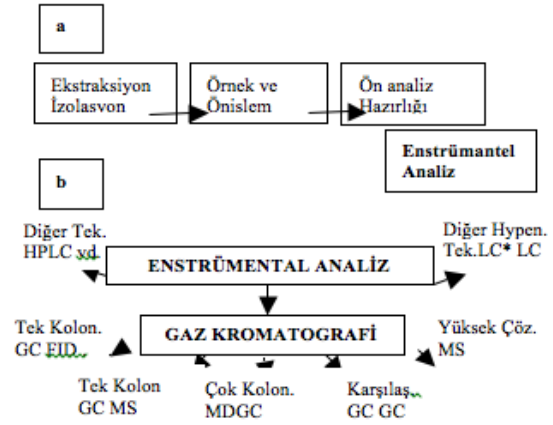 a
Ekstraksiyon
İzolasvon
Örnek ve
Önislem
Ön analiz
Hazırlığı
Enstrümantel
Analiz
b
Diğer Tek.
HPLC vd
Diğer Hypen.
Tek.LC* LC
ENSTRÜMENTAL ANALİZ
GAZ KROMATOGRAFİ
Tek Kolon.
GC FID..
Yüksek Çöz.
MS
Tek Kolon
GC MS
Çok Kolon.
MDGC
Karşılaş..
GC GC